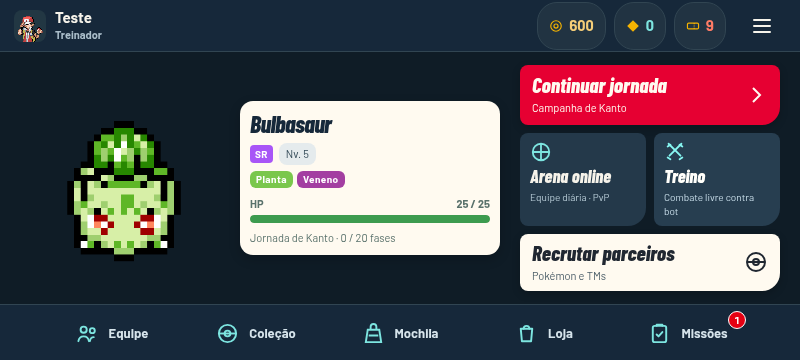 Teste
Treinador
600
0
9
Bulbasaur
SR
Nv. 5
Planta
Veneno
HP
25 / 25
Jornada de Kanto · 0 / 20 fases
Continuar jornada
Campanha de Kanto
Arena online
Equipe diária · PvP
Treino
Combate livre contra
bot
Recrutar parceiros
Pokémon e TMs
Equipe
Coleção
Mochila
Loja
Missões
1